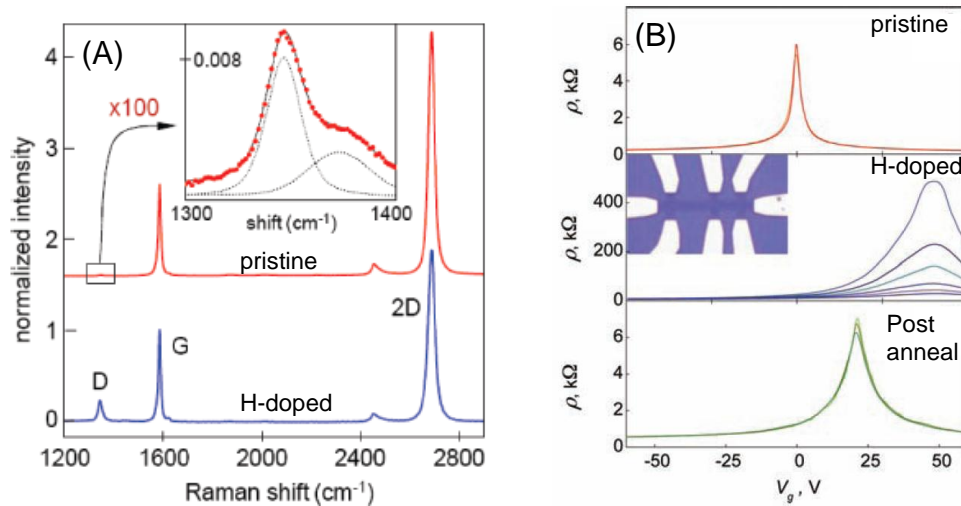 (A)
4
3
2
1
0
normalized intensity
x100
0.008
1300
1400
shift (cm⁻¹)
pristine
2D
G
D
H-doped
1200
1600
2000
2400
2800
Raman shift (cm⁻¹)
(B)
pristine
6
4
2
0
ρ, kΩ
H-doped
400
200
0
ρ, kΩ
Post
anneal
6
4
2
0
ρ, kΩ
-50
-25
0
25
50
Vg, V